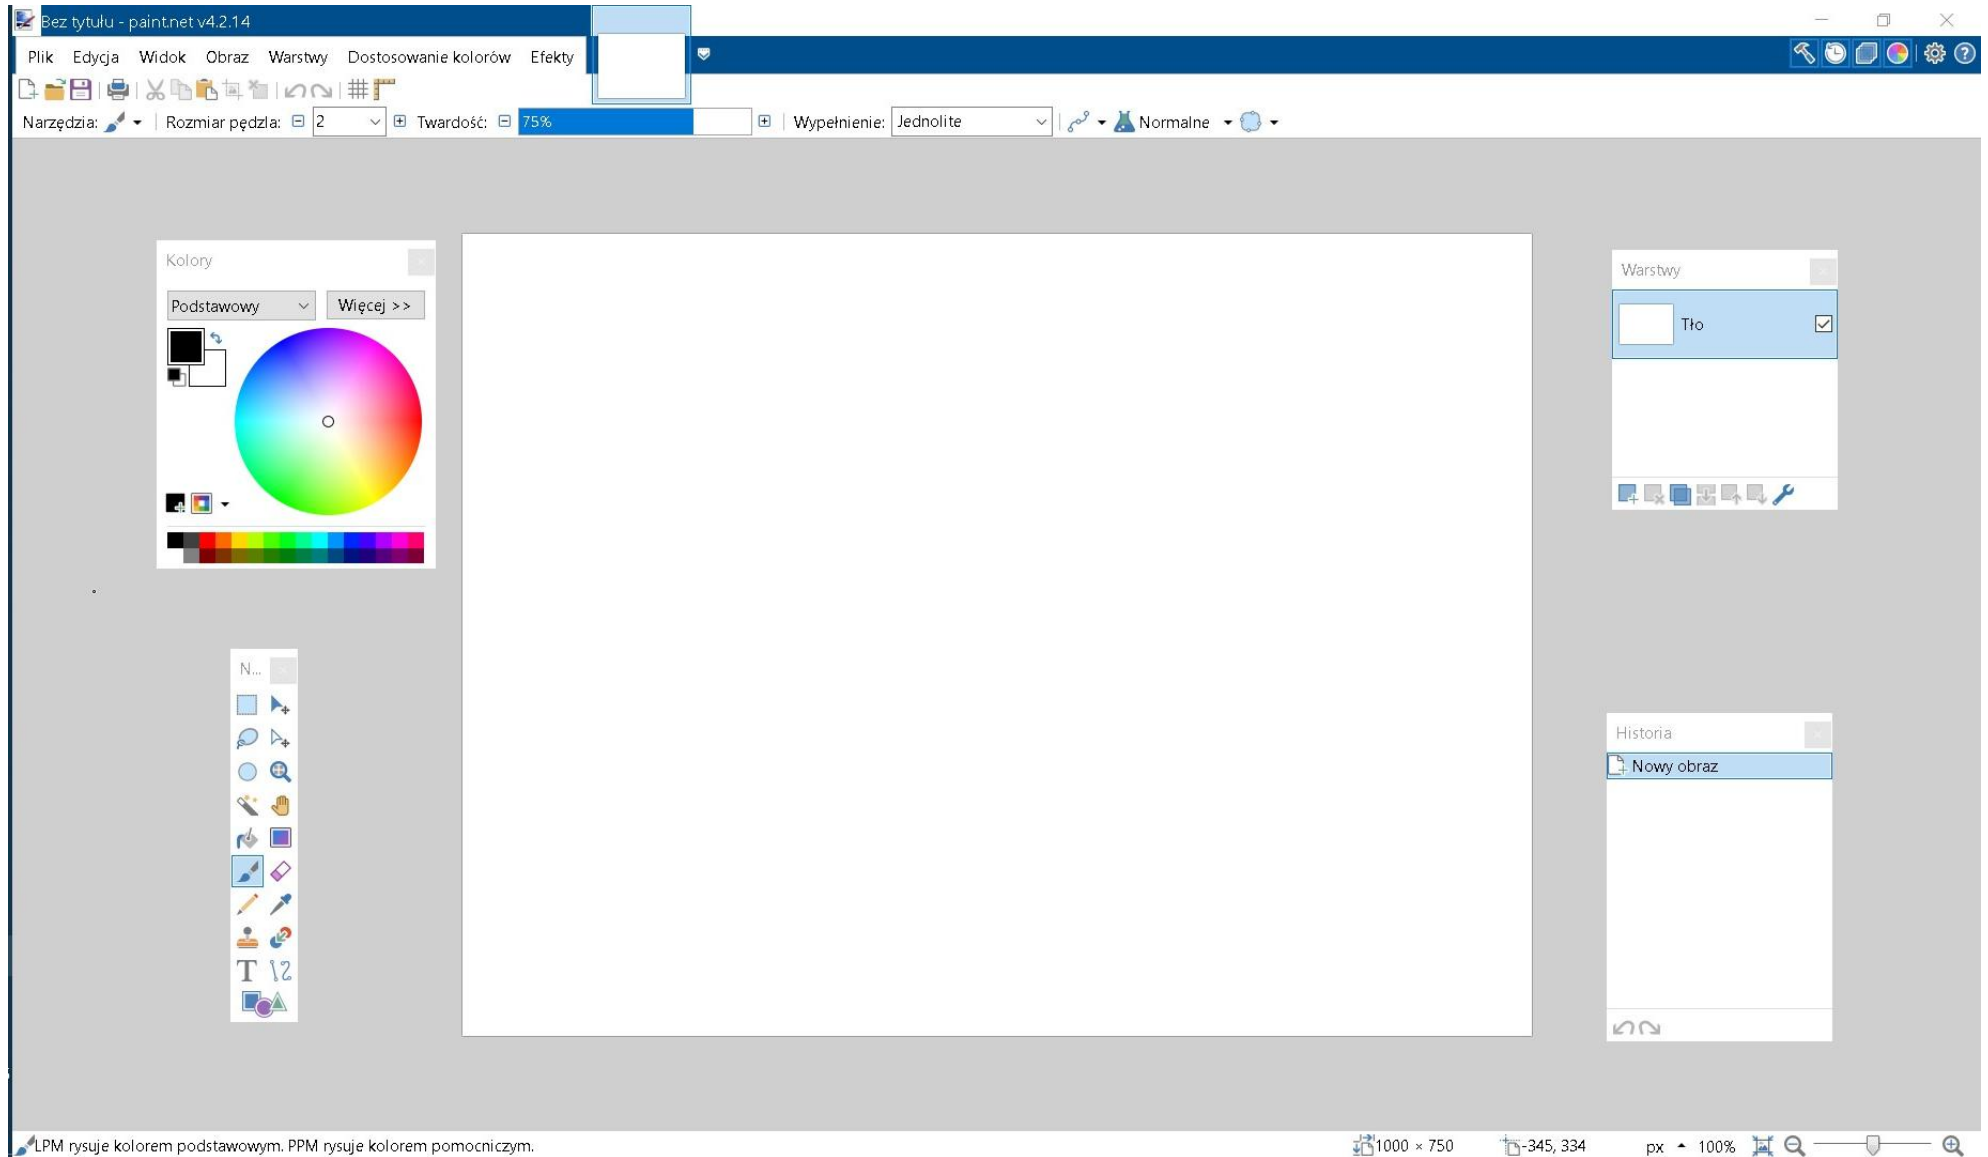 Bez tytułu - paint.net v4.2.14
Plik Edycja Widok Obraz Warstwy Dostosowanie kolorów Efekty
Narzędzia: Rozmiar pędzla: 2 Twardość: 75% Wypełnienie: Jednolite Normalne
Kolory
Podstawowy Więcej >>
Warstwy
Tło
N...
T
Historia
Nowy obraz
LPM rysuje kolorem podstawowym. PPM rysuje kolorem pomocniczym. 1000 × 750 -345, 334 px 100%